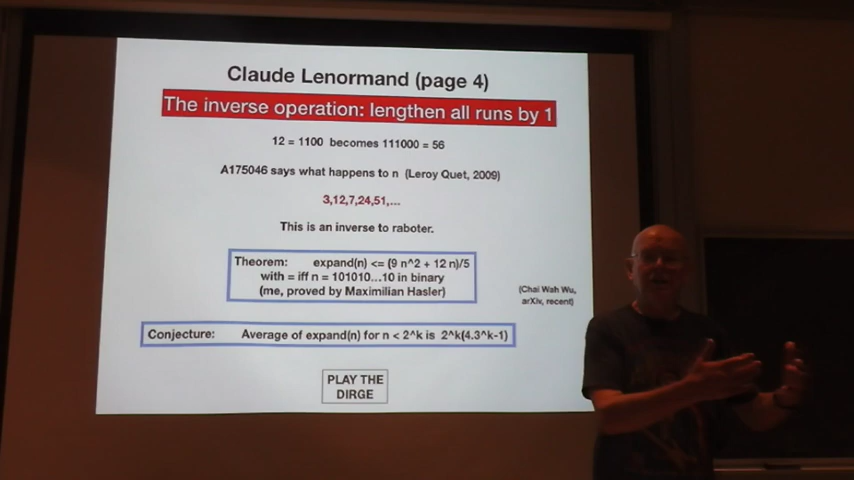 Claude Lenormand (page 4)
The inverse operation: lengthen all runs by 1
12 = 1100 becomes 111000 = 56
A175046 says what happens to n (Leroy Quet, 2009)
3,12,7,24,51,...
This is an inverse to raboter.
Theorem: expand(n) <= (9 n^2 + 12 n)/5
with = iff n = 101010...10 in binary
(me, proved by Maximilian Hasler)
(Chai Wah Wu,
arXiv, recent)
Conjecture: Average of expand(n) for n < 2^k is 2^k(4.3^k-1)
PLAY THE
DIRGE